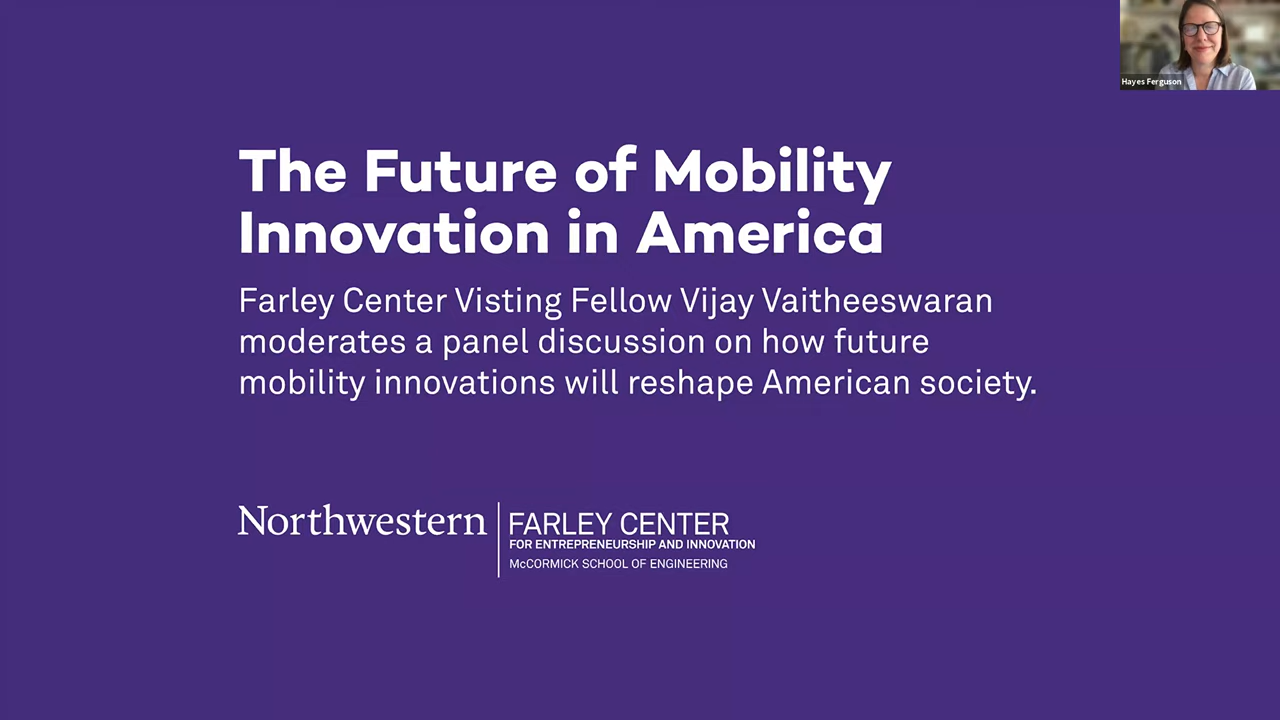 Hayes Ferguson
The Future of Mobility
Innovation in America
Farley Center Visting Fellow Vijay Vaitheeswaran
moderates a panel discussion on how future
mobility innovations will reshape American society.
Northwestern
FARLEY CENTER
FOR ENTREPRENEURSHIP AND INNOVATION
McCORMICK SCHOOL OF ENGINEERING